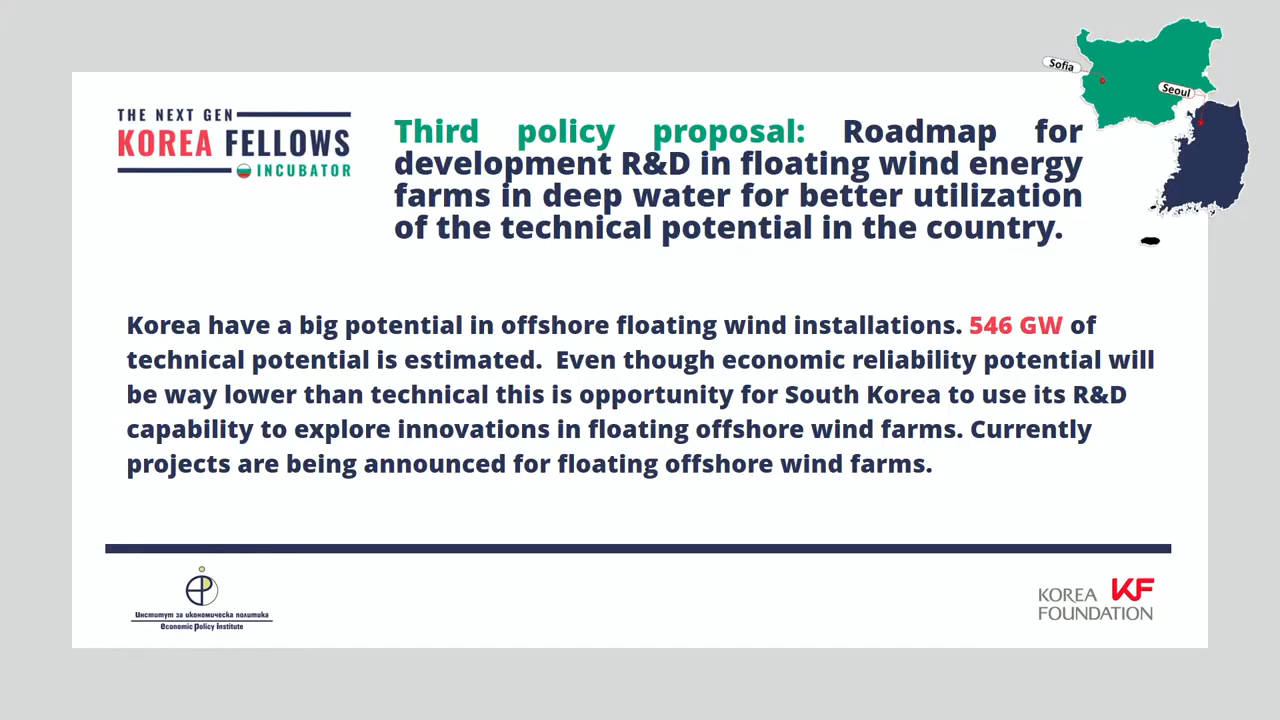 THE NEXT GEN
KOREA FELLOWS
INCUBATOR
Third policy proposal: Roadmap for
development R&D in floating wind energy
farms in deep water for better utilization
of the technical potential in the country.
Sofia
Seoul
Korea have a big potential in offshore floating wind installations. 546 GW of
technical potential is estimated.  Even though economic reliability potential will
be way lower than technical this is opportunity for South Korea to use its R&D
capability to explore innovations in floating offshore wind farms. Currently
projects are being announced for floating offshore wind farms.
Институт за икономическа политика
Economic Policy Institute
KOREA KF
FOUNDATION